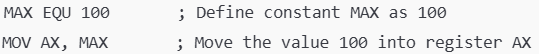 MAX EQU 100        ; Define constant MAX as 100
MOV AX, MAX        ; Move the value 100 into register AX